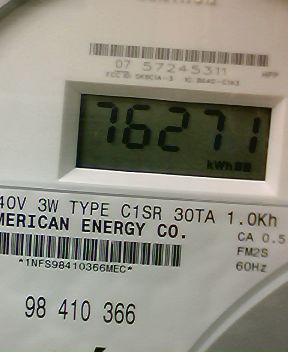 07 57245311
76271
kWh
40V 3W TYPE C1SR 30TA 1.0Kh
MERICAN ENERGY CO.
CA 0.5
FM2S
60Hz
*1NFS98410366MEC*
98 410 366